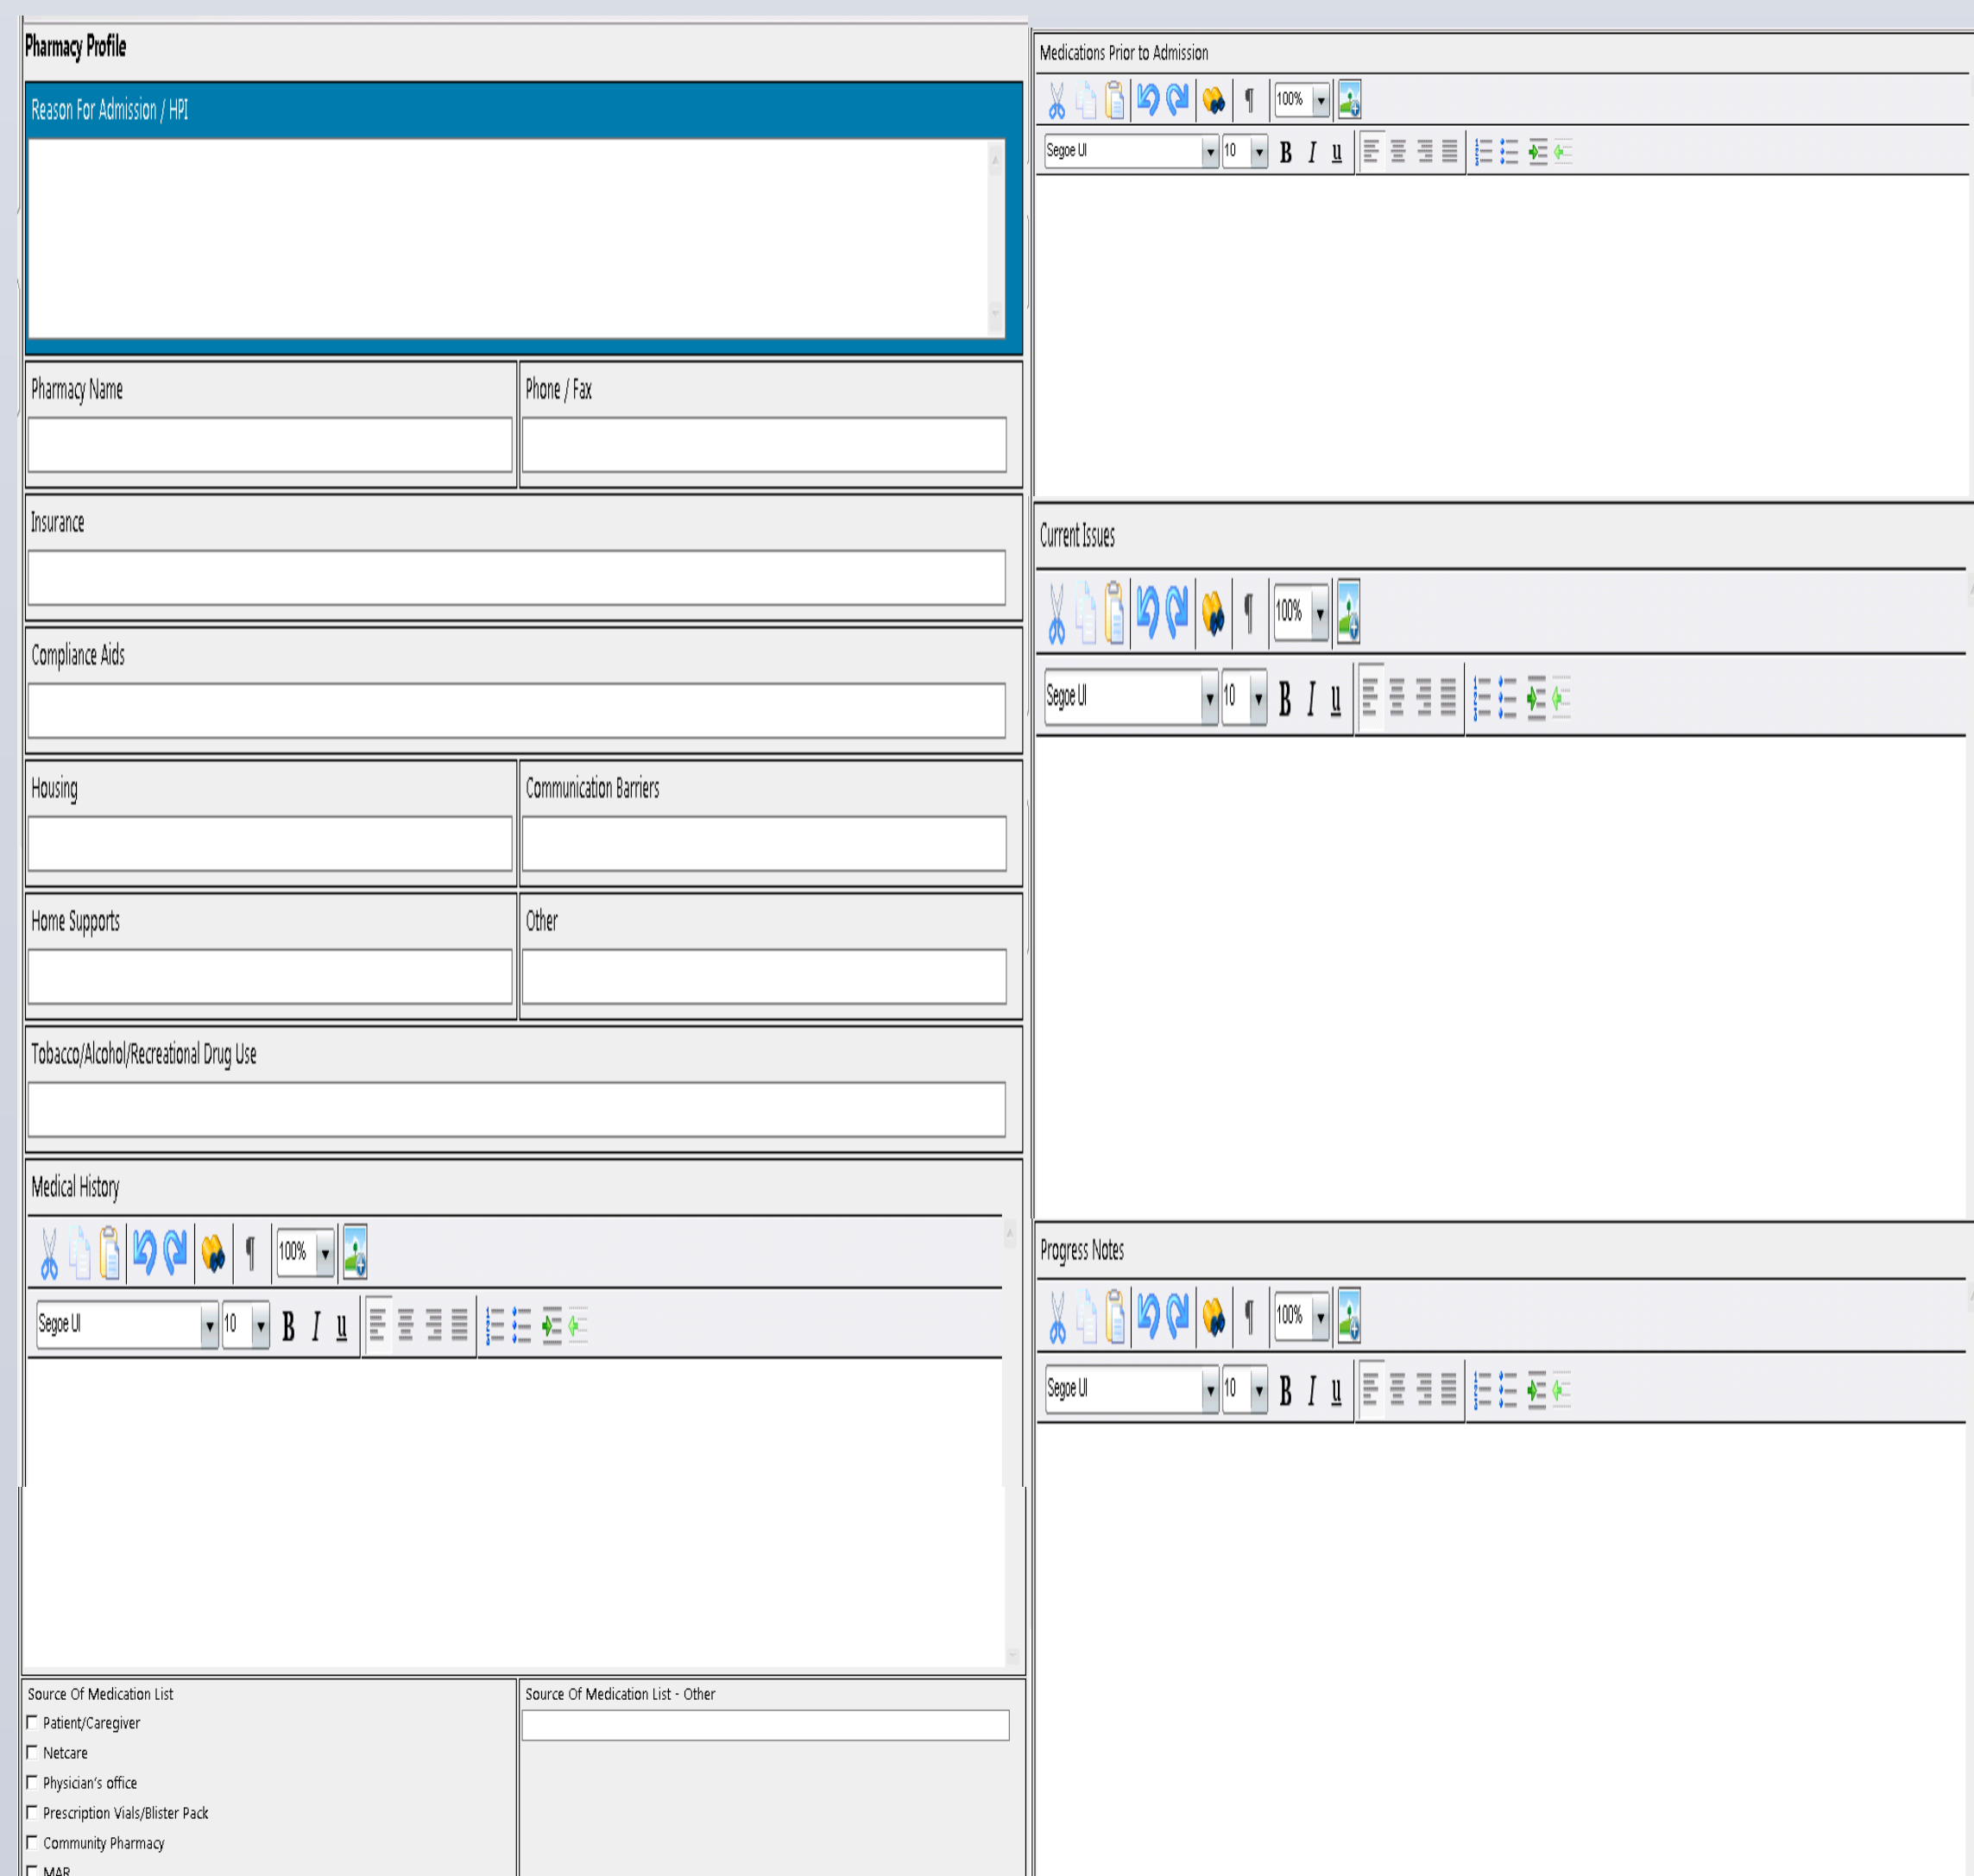 Pharmacy Profile
Reason For Admission / HPI
Pharmacy Name
Phone / Fax
Insurance
Compliance Aids
Housing
Communication Barriers
Home Supports
Other
Tobacco/Alcohol/Recreational Drug Use
Medical History
100%
Segoe UI 10 B I u
Source Of Medication List
Patient/Caregiver
Netcare
Physician's office
Prescription Vials/Blister Pack
Community Pharmacy
MAR
Source Of Medication List - Other
Medications Prior to Admission
100%
Segoe UI 10 B I u
Current Issues
100%
Segoe UI 10 B I u
Progress Notes
100%
Segoe UI 10 B I u